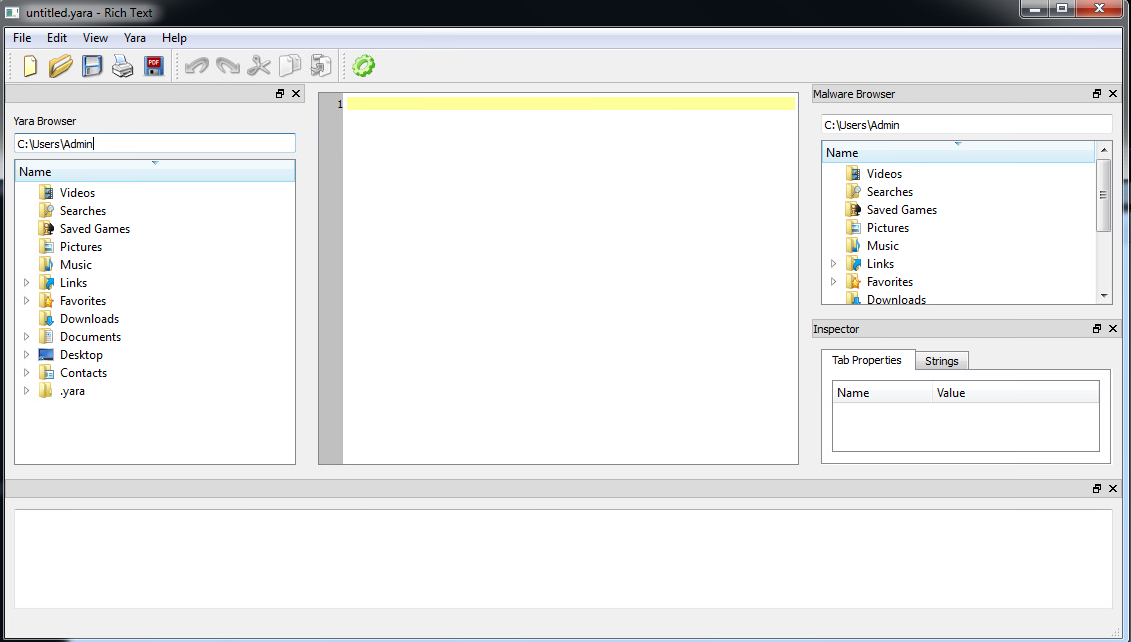 untitled.yara - Rich Text
File Edit View Yara Help
PDF
Yara Browser
C:\Users\Admin
Name
Videos
Searches
Saved Games
Pictures
Music
Links
Favorites
Downloads
Documents
Desktop
Contacts
.yara
1
Malware Browser
C:\Users\Admin
Name
Videos
Searches
Saved Games
Pictures
Music
Links
Favorites
Downloads
Inspector
Tab Properties Strings
Name Value